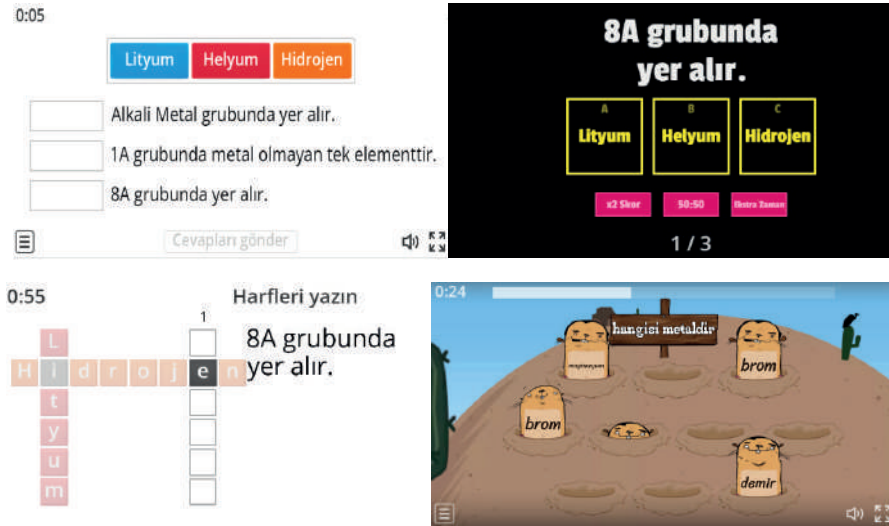 0:05
Lityum Helyum Hidrojen
Alkali Metal grubunda yer alır.
1A grubunda metal olmayan tek elementtir.
8A grubunda yer alır.
Cevapları gönder
8A grubunda
yer alır.
A B C
Lityum Helyum Hidrojen
x2 Skor 50:50 Ekstra Zaman
1 / 3
0:55 Harfleri yazın
1
8A grubunda
yer alır.
L
Hidrojen
t
y
u
m
e
0:24
hangisi metaldir
brom
brom
demir